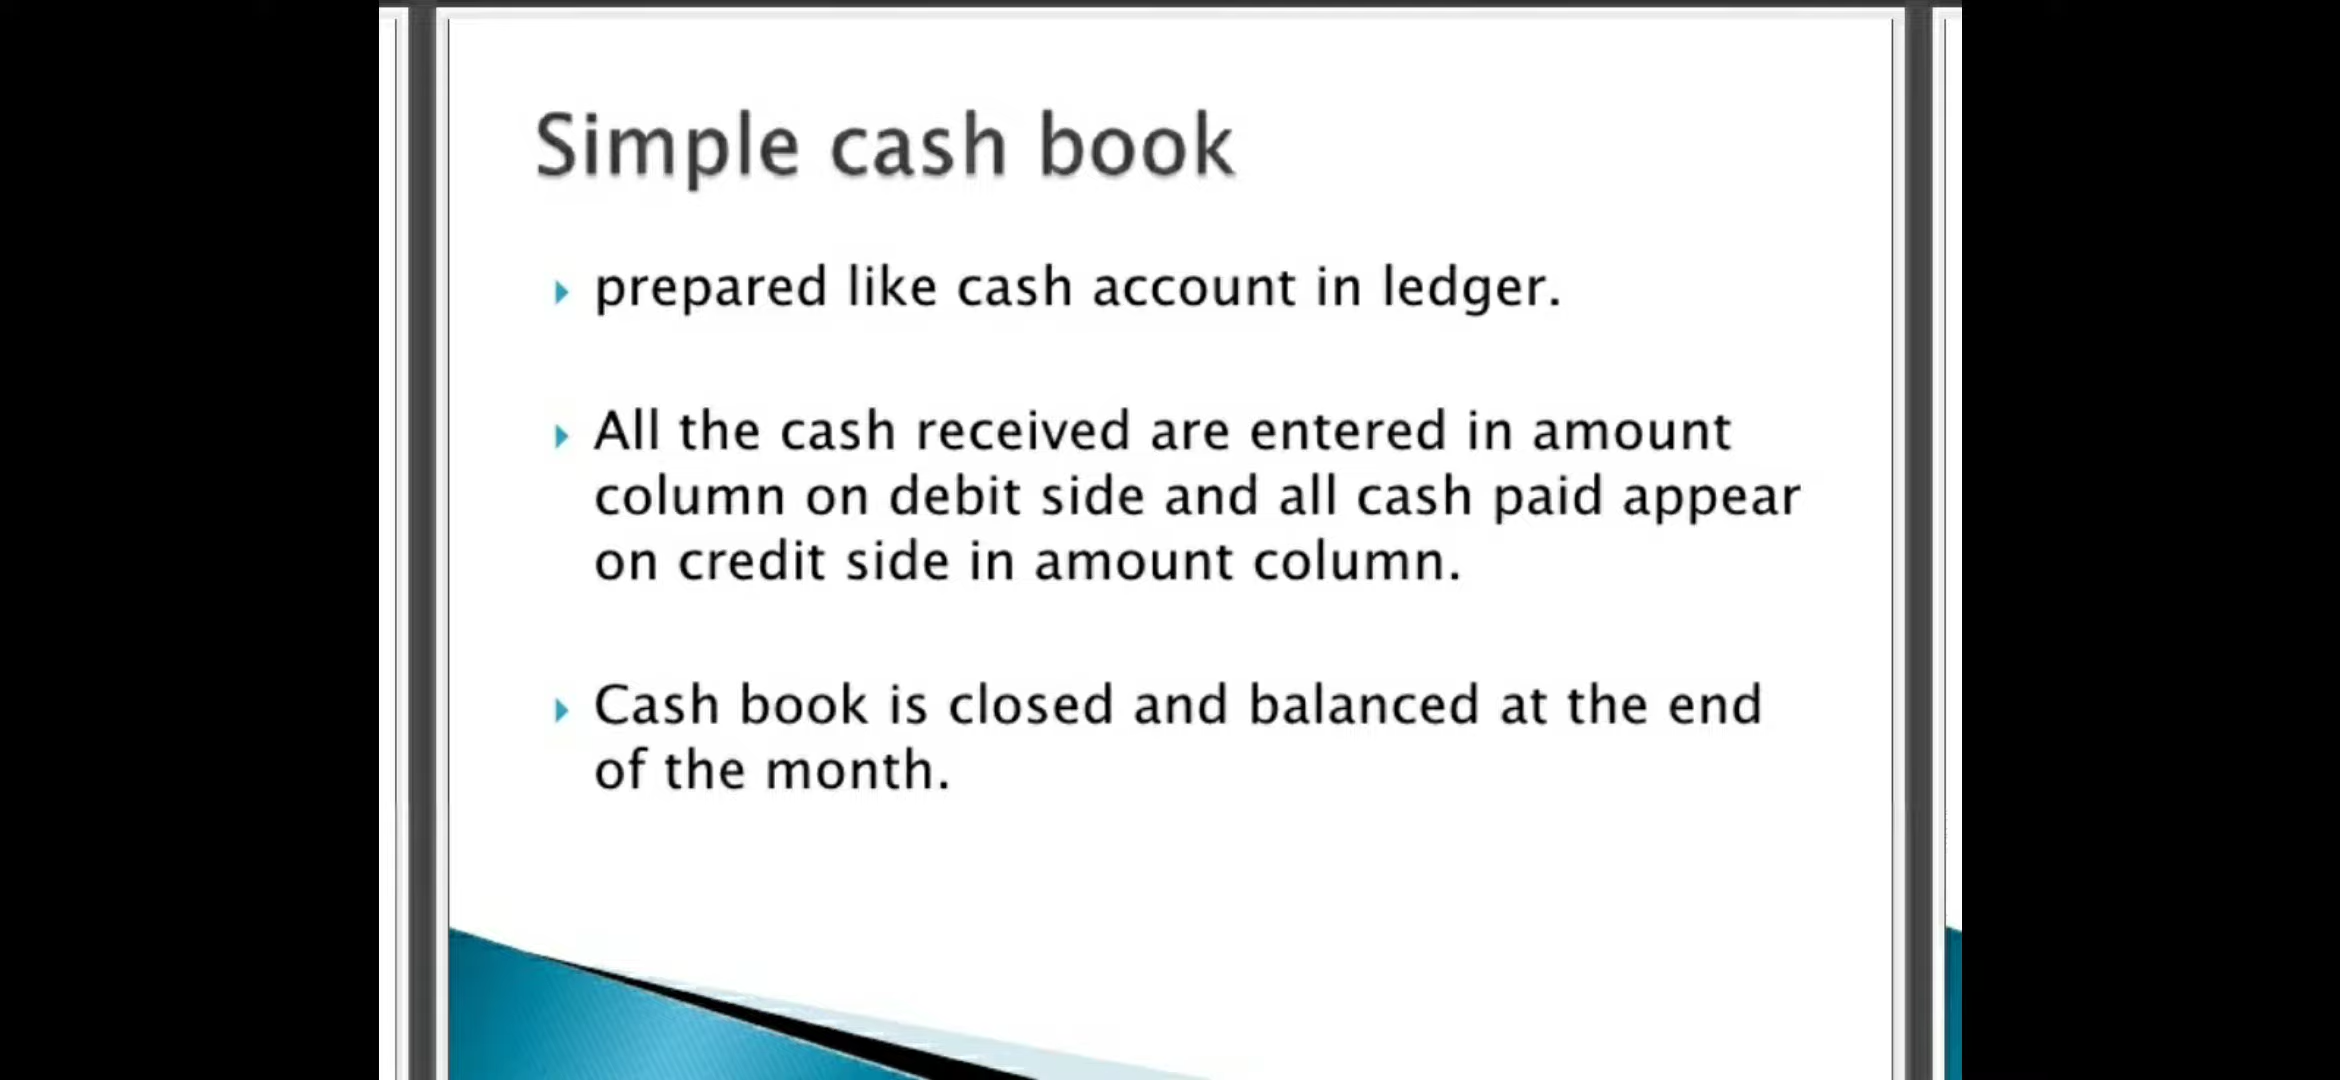 Simple cash book
prepared like cash account in ledger.
All the cash received are entered in amount
column on debit side and all cash paid appear
on credit side in amount column.
Cash book is closed and balanced at the end
of the month.